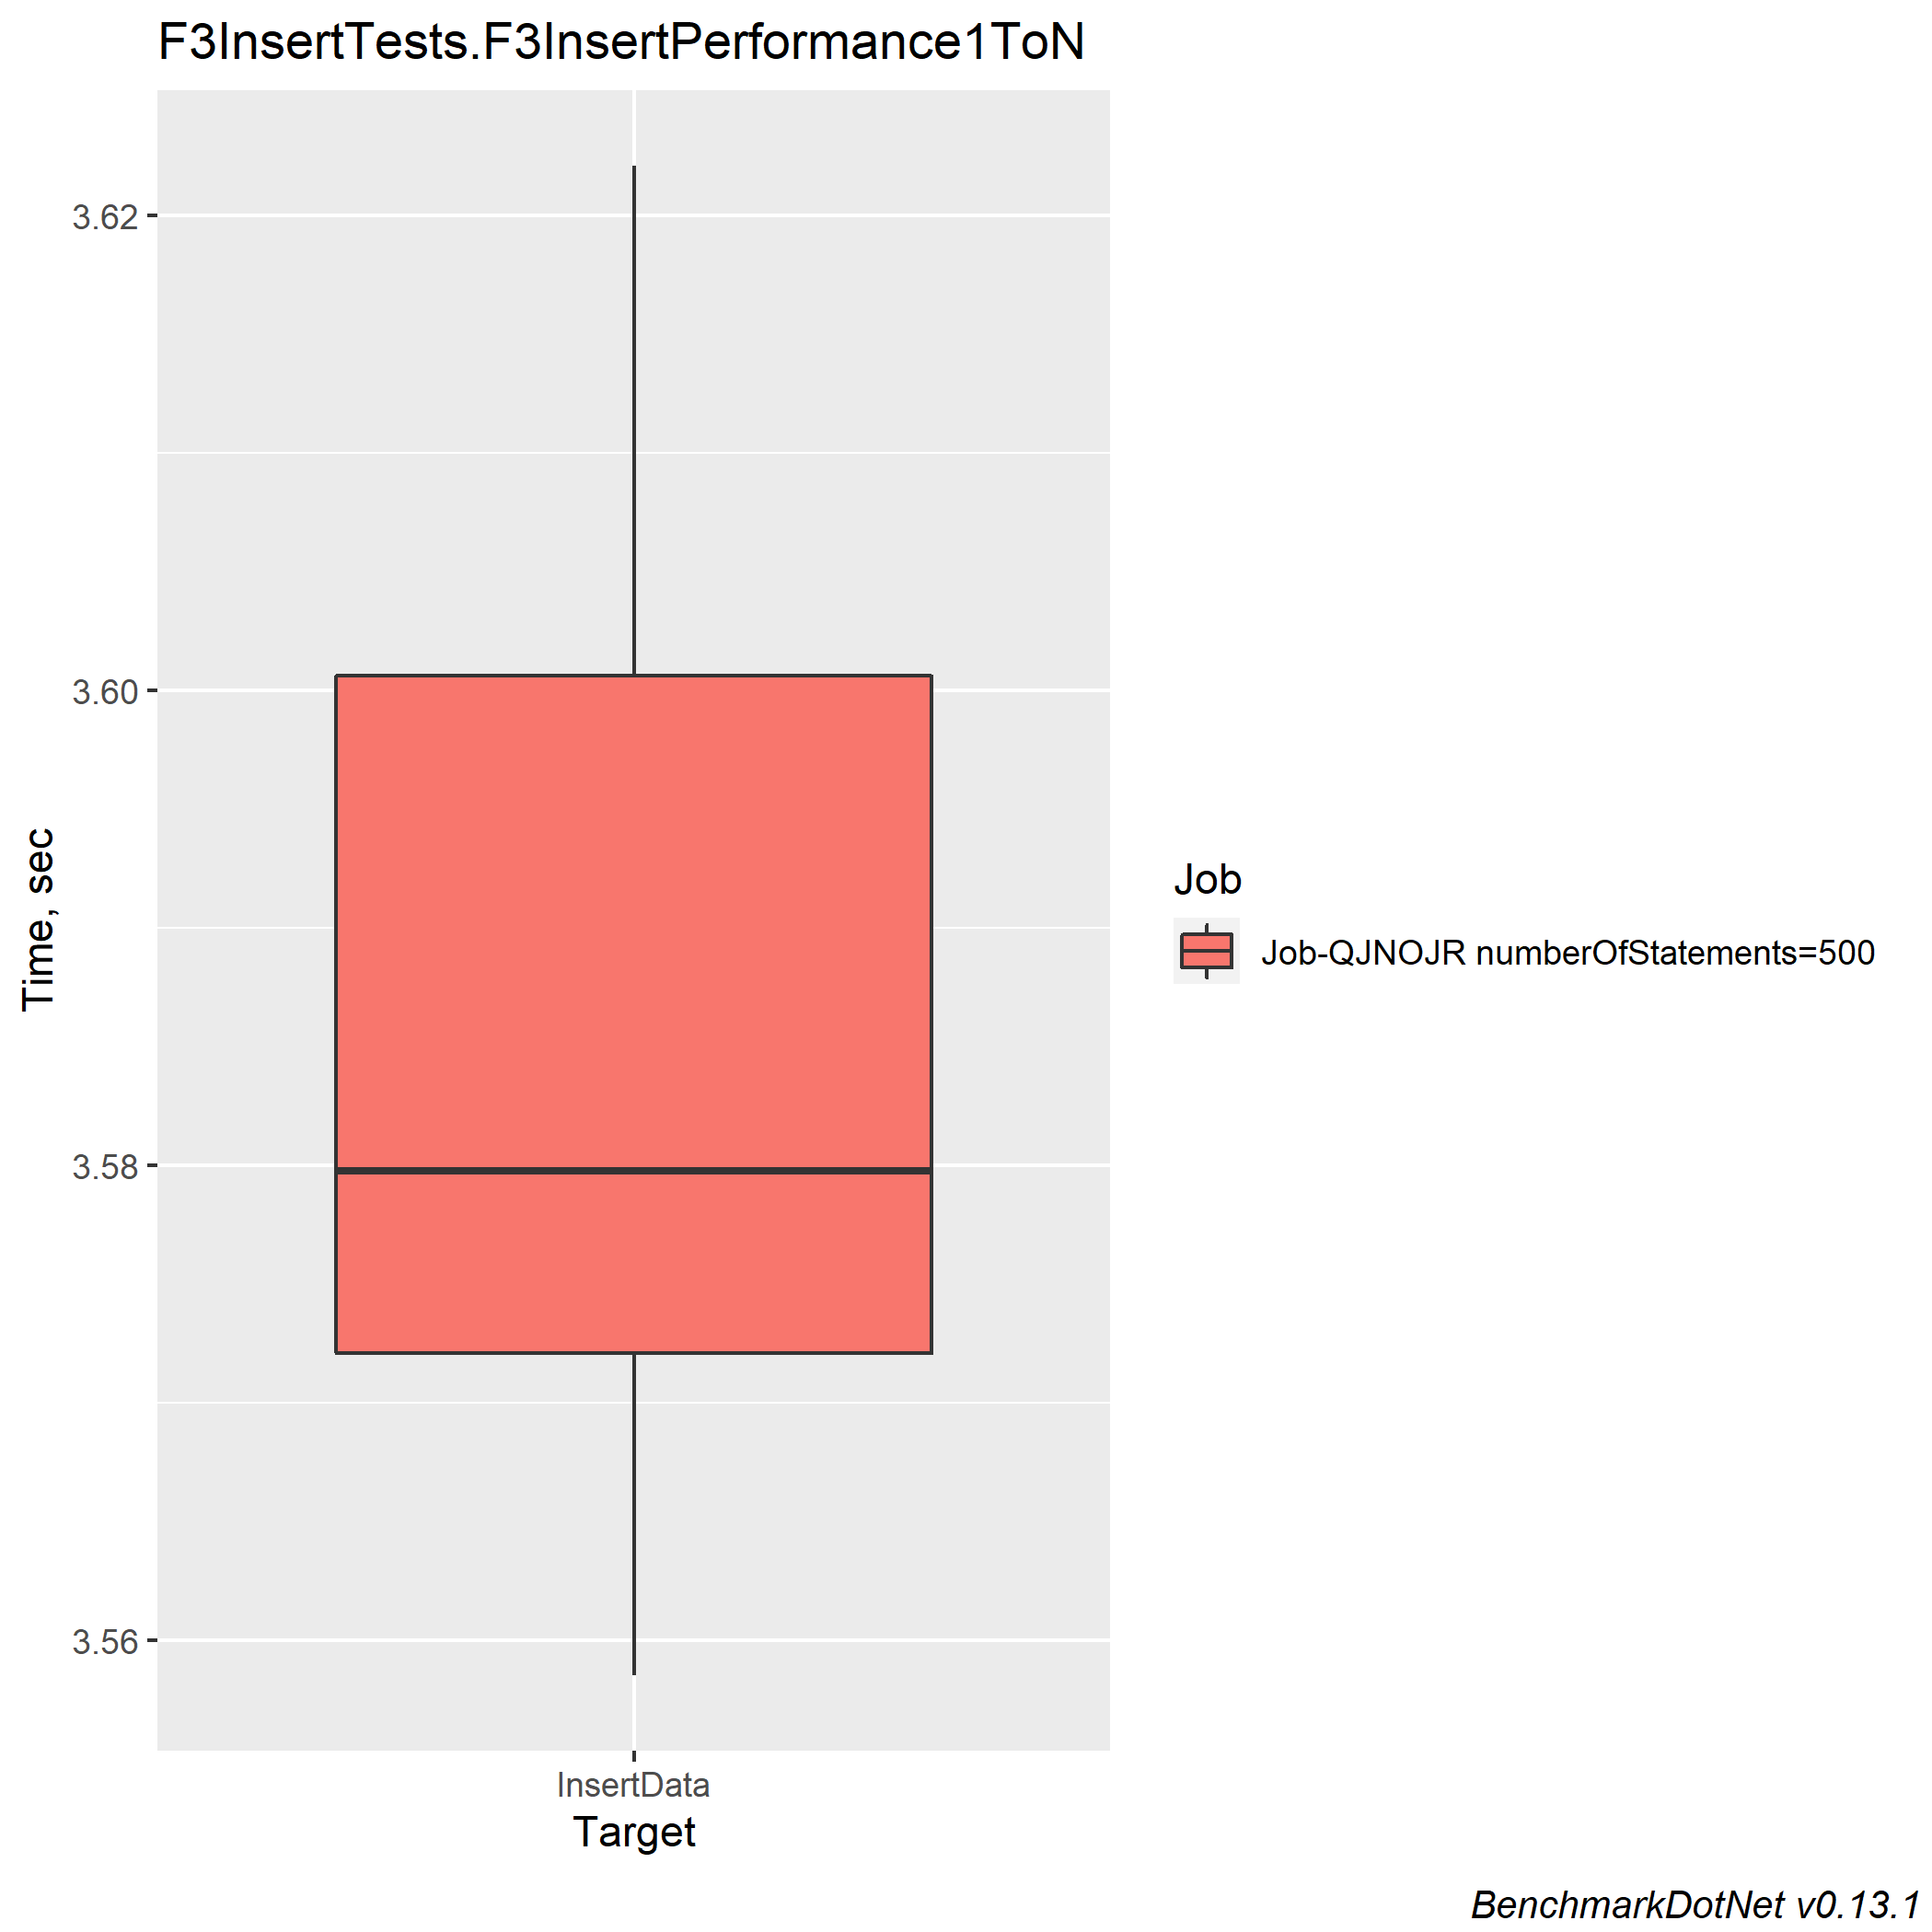 F3InsertTests.F3InsertPerformance1ToN
3.62
3.60
3.58
3.56
Time, sec
InsertData
Target
Job
Job-QJNOJR numberOfStatements=500
BenchmarkDotNet v0.13.1